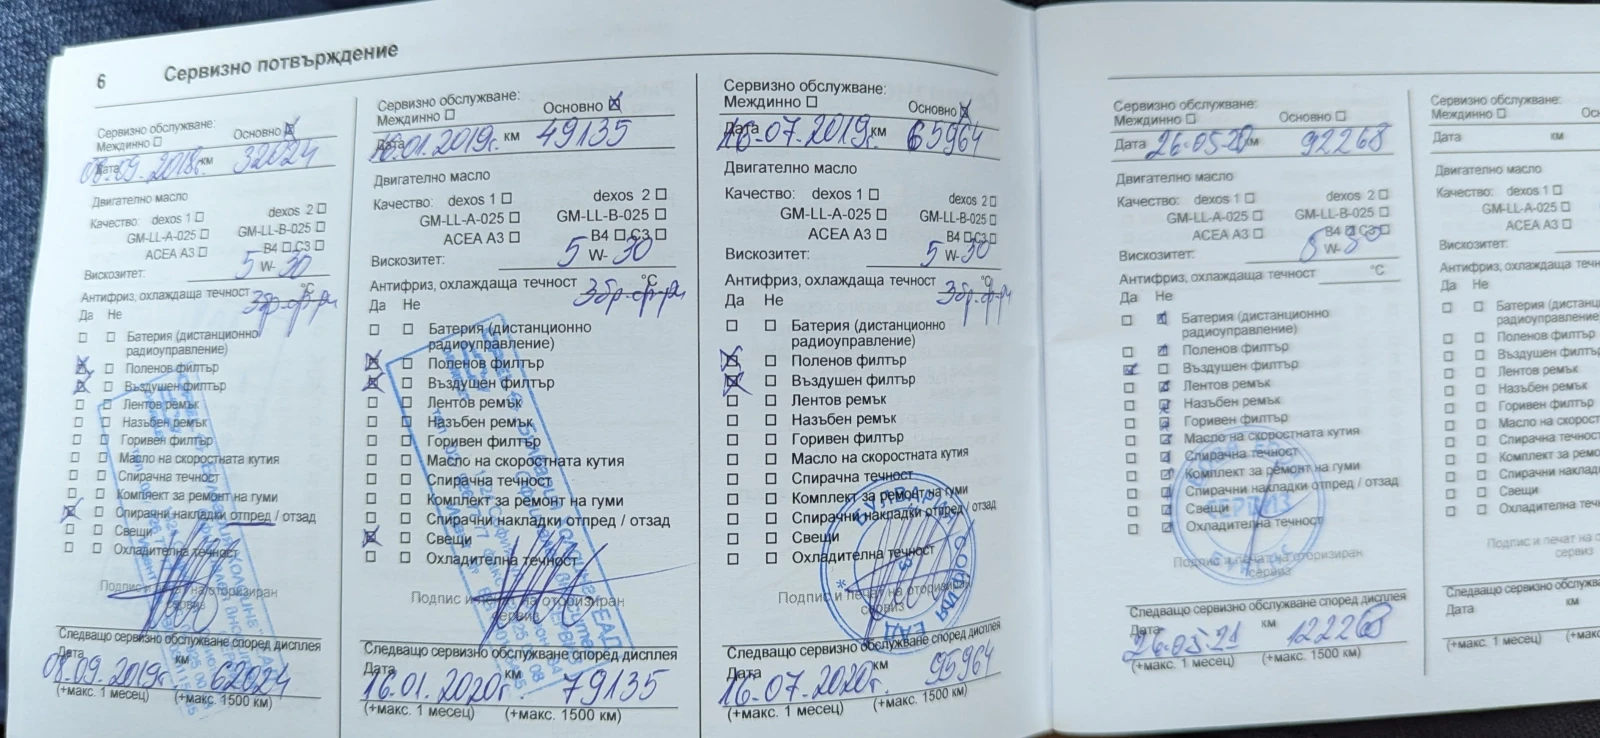 6 Сервизно потвърждение
Сервизно обслужване:
Междинно Основно
Дата 08.09.2018г. км 32024
Двигателно масло
Качество: dexos 1 dexos 2
GM-LL-A-025 GM-LL-B-025
ACEA A3 B4 C3
Вискозитет: 5 W- 30
Антифриз, охлаждаща течност °C
Да Не
Батерия (дистанционно
радиоуправление)
Поленов филтър
Въздушен филтър
Лентов ремък
Назъбен ремък
Горивен филтър
Масло на скоростната кутия
Спирачна течност
Комплект за ремонт на гуми
Спирачни накладки отпред / отзад
Свещи
Охладителна течност
Подпис и печат на оторизиран
сервиз
Следващо сервизно обслужване според дисплея
Дата 08.09.2019г. км 62024
(+макс. 1 месец) (+макс. 1500 км)
Сервизно обслужване:
Междинно Основно
Дата 16.01.2019г. км 49135
Двигателно масло
Качество: dexos 1 dexos 2
GM-LL-A-025 GM-LL-B-025
ACEA A3 B4 C3
Вискозитет: 5 W- 30
Антифриз, охлаждаща течност °C
Да Не
Батерия (дистанционно
радиоуправление)
Поленов филтър
Въздушен филтър
Лентов ремък
Назъбен ремък
Горивен филтър
Масло на скоростната кутия
Спирачна течност
Комплект за ремонт на гуми
Спирачни накладки отпред / отзад
Свещи
Охладителна течност
Подпис и печат на оторизиран
сервиз
Следващо сервизно обслужване според дисплея
Дата 16.01.2020г. км 79135
(+макс. 1 месец) (+макс. 1500 км)
Сервизно обслужване:
Междинно Основно
Дата 16.07.2019г. км 65964
Двигателно масло
Качество: dexos 1 dexos 2
GM-LL-A-025 GM-LL-B-025
ACEA A3 B4 C3
Вискозитет: 5 W- 30
Антифриз, охлаждаща течност °C
Да Не
Батерия (дистанционно
радиоуправление)
Поленов филтър
Въздушен филтър
Лентов ремък
Назъбен ремък
Горивен филтър
Масло на скоростната кутия
Спирачна течност
Комплект за ремонт на гуми
Спирачни накладки отпред / отзад
Свещи
Охладителна течност
Подпис и печат на оторизиран
сервиз
Следващо сервизно обслужване според дисплея
Дата 16.07.2020г. км 95964
(+макс. 1 месец) (+макс. 1500 км)
Сервизно обслужване:
Междинно Основно
Дата 26.05.20 км 92268
Двигателно масло
Качество: dexos 1 dexos 2
GM-LL-A-025 GM-LL-B-025
ACEA A3 B4 C3
Вискозитет: 5 W- 30
Антифриз, охлаждаща течност °C
Да Не
Батерия (дистанционно
радиоуправление)
Поленов филтър
Въздушен филтър
Лентов ремък
Назъбен ремък
Горивен филтър
Масло на скоростната кутия
Спирачна течност
Комплект за ремонт на гуми
Спирачни накладки отпред / отзад
Свещи
Охладителна течност
Подпис и печат на оторизиран
сервиз
Следващо сервизно обслужване според дисплея
Дата 26.05.21 км 122268
(+макс. 1 месец) (+макс. 1500 км)
Сервизно обслужване:
Междинно
Дата км
Двигателно масло
Качество: dexos 1
GM-LL-A-025
ACEA A3
Вискозитет:
Антифриз, охлаждаща
Да Не
Батерия
радиоуправление
Поленов филтър
Въздушен
Лентов ремък
Назъбен ремък
Горивен филтър
Масло на
Спирачна
Комплект за
Спирачни
Свещи
Охладителна
Подпис и печат на
сервиз
Следващо сервизно
Дата км
(+макс. 1 месец)